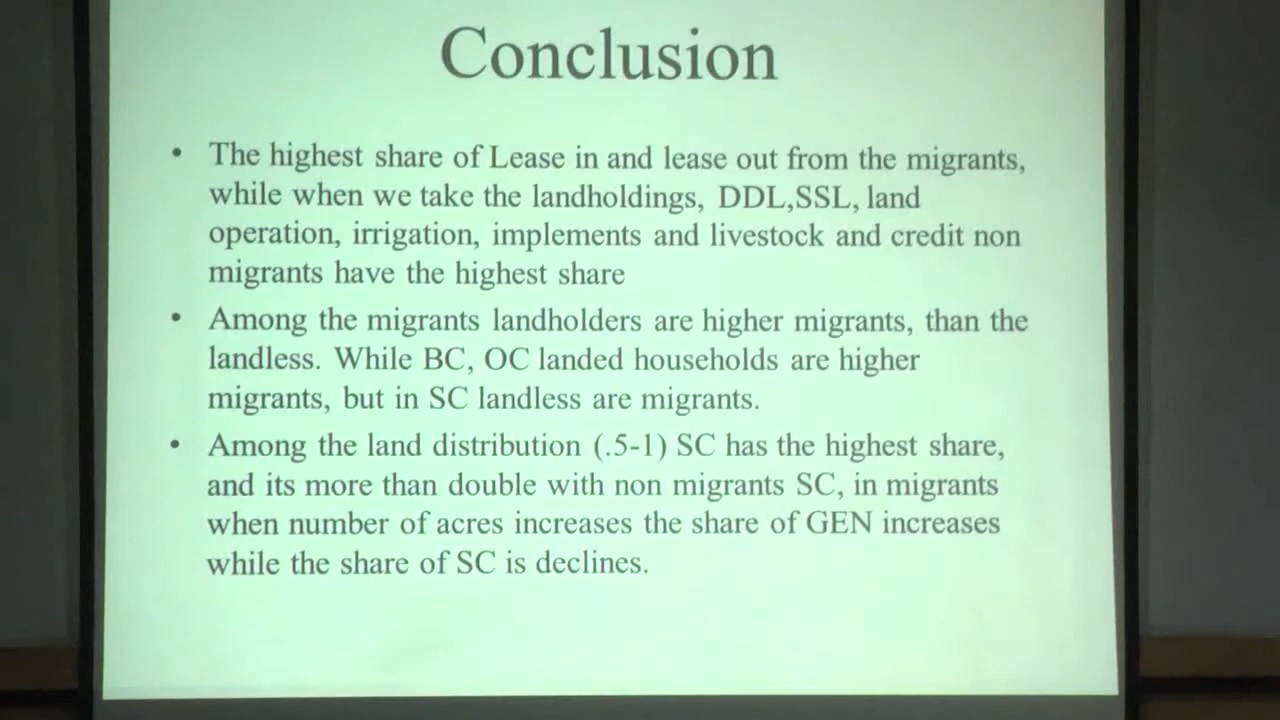 Conclusion
• The highest share of Lease in and lease out from the migrants,
while when we take the landholdings, DDL,SSL, land
operation, irrigation, implements and livestock and credit non
migrants have the highest share
• Among the migrants landholders are higher migrants, than the
landless. While BC, OC landed households are higher
migrants, but in SC landless are migrants.
• Among the land distribution (.5-1) SC has the highest share,
and its more than double with non migrants SC, in migrants
when number of acres increases the share of GEN increases
while the share of SC is declines.